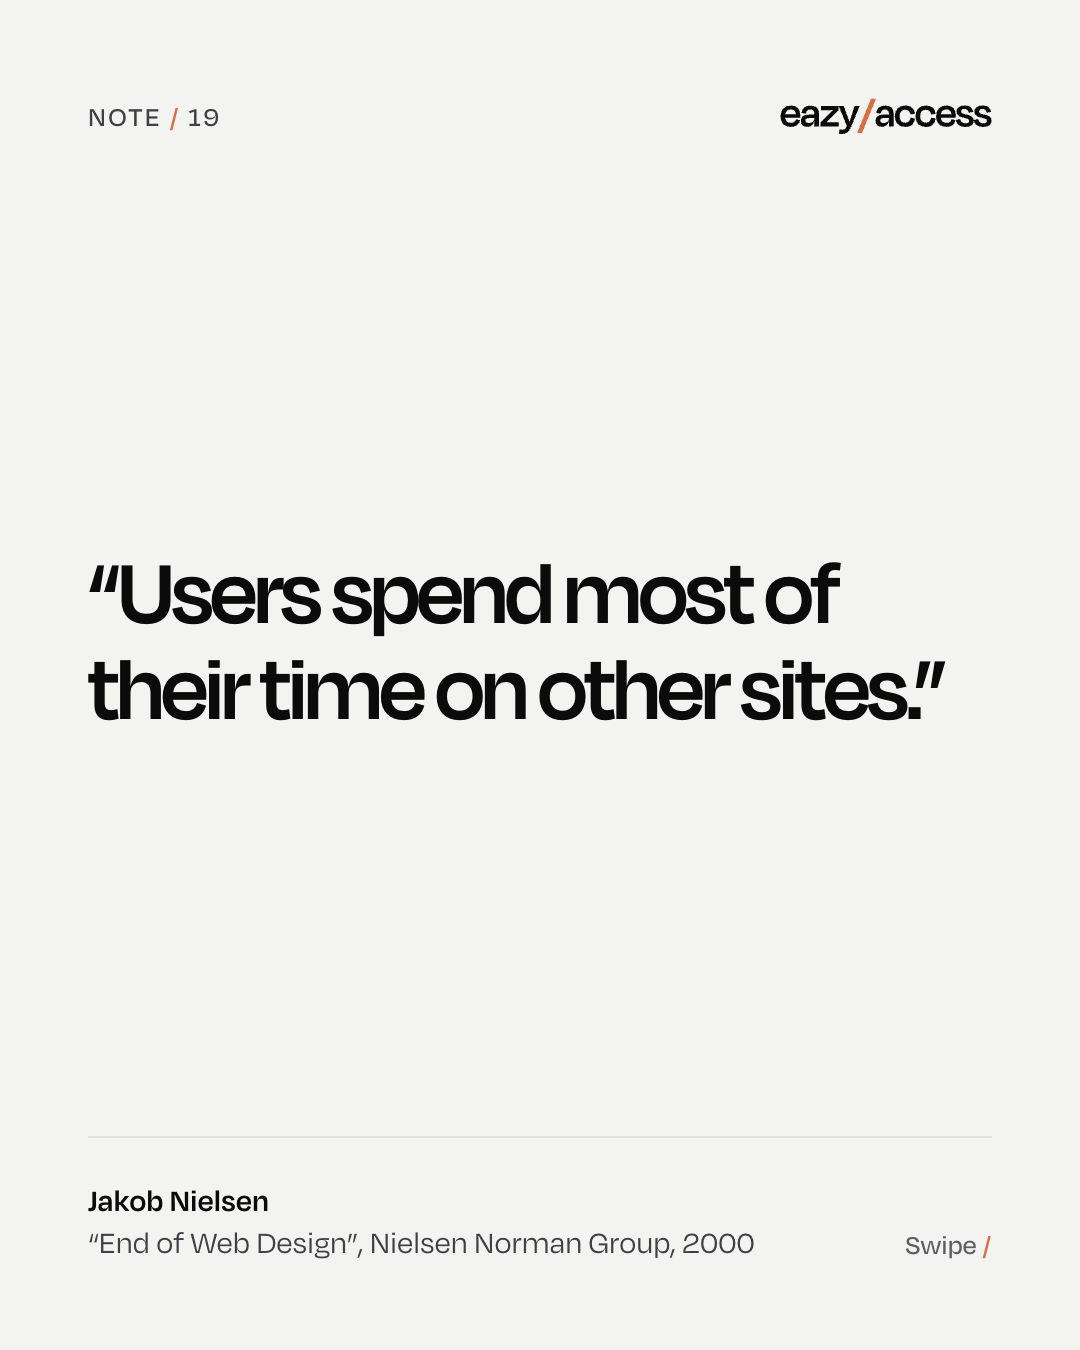 NOTE / 19
eazy/access
“Users spend most of
their time on other sites.”
Jakob Nielsen
“End of Web Design”, Nielsen Norman Group, 2000
Swipe /